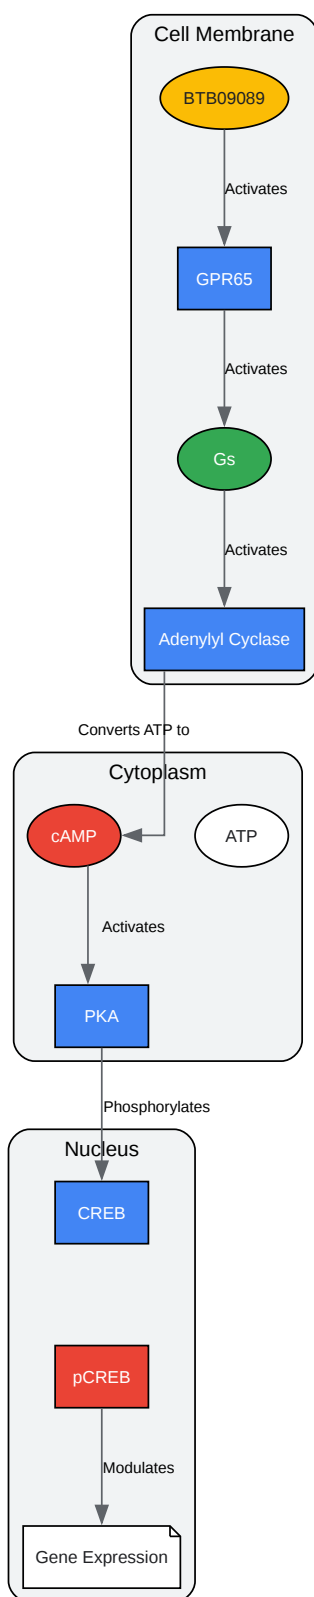 Cell Membrane
BTB09089
Activates
GPR65
Activates
Gs
Activates
Adenylyl Cyclase
Converts ATP to
Cytoplasm
cAMP
ATP
Activates
PKA
Phosphorylates
Nucleus
CREB
pCREB
Modulates
Gene Expression